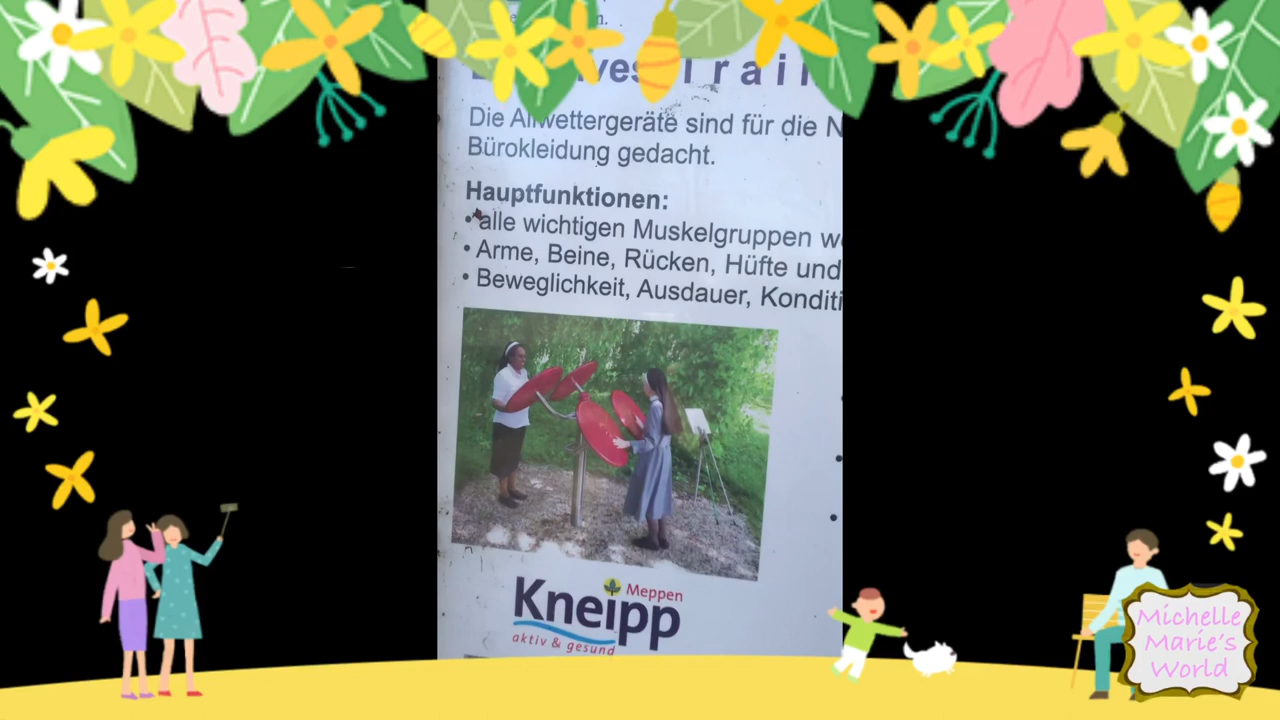 Die Allwettergeräte sind für die N
Bürokleidung gedacht.
Hauptfunktionen:
• alle wichtigen Muskelgruppen w
• Arme, Beine, Rücken, Hüfte und
• Beweglichkeit, Ausdauer, Konditi
Meppen
Kneipp
aktiv & gesund
Michelle
Marie's
World